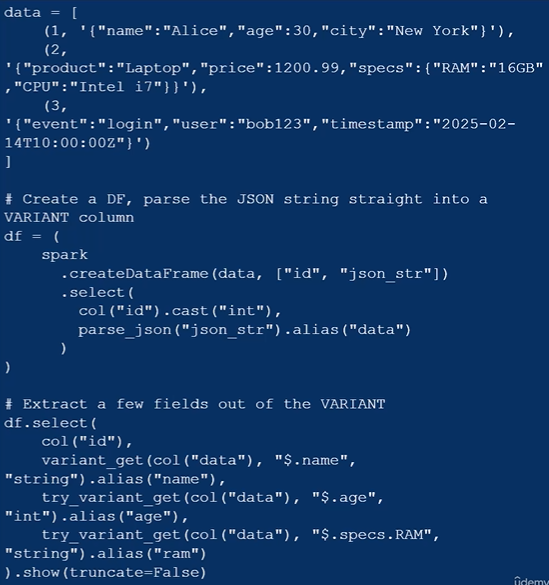 data = [
    (1, '{"name":"Alice","age":30,"city":"New York"}'),
    (2,
'{"product":"Laptop","price":1200.99,"specs":{"RAM":"16GB"
,"CPU":"Intel i7"}}'),
    (3,
'{"event":"login","user":"bob123","timestamp":"2025-02-
14T10:00:00Z"}')
]

# Create a DF, parse the JSON string straight into a
VARIANT column
df = (
    spark
      .createDataFrame(data, ["id", "json_str"])
      .select(
        col("id").cast("int"),
        parse_json("json_str").alias("data")
      )
)

# Extract a few fields out of the VARIANT
df.select(
    col("id"),
    variant_get(col("data"), "$.name",
"string").alias("name"),
    try_variant_get(col("data"), "$.age",
"int").alias("age"),
    try_variant_get(col("data"), "$.specs.RAM",
"string").alias("ram")
).show(truncate=False)
ûdemy